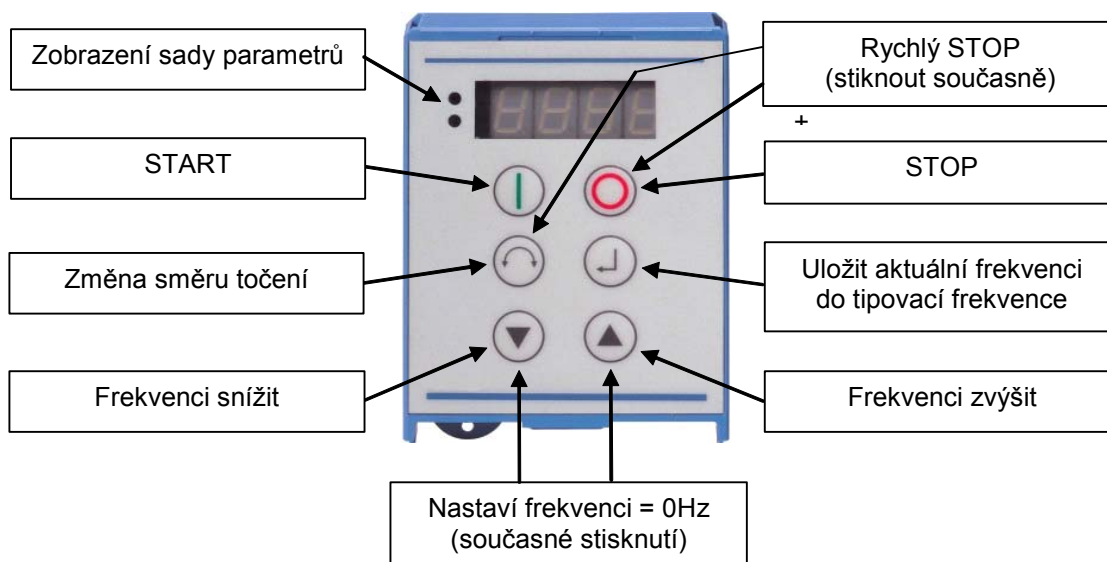 Zobrazení sady parametrů
Rychlý STOP
(stiknout současně)
+
START
STOP
Změna směru točení
Uložit aktuální frekvenci
do tipovací frekvence
Frekvenci snížit
Frekvenci zvýšit
Nastaví frekvenci = 0Hz
(současné stisknutí)